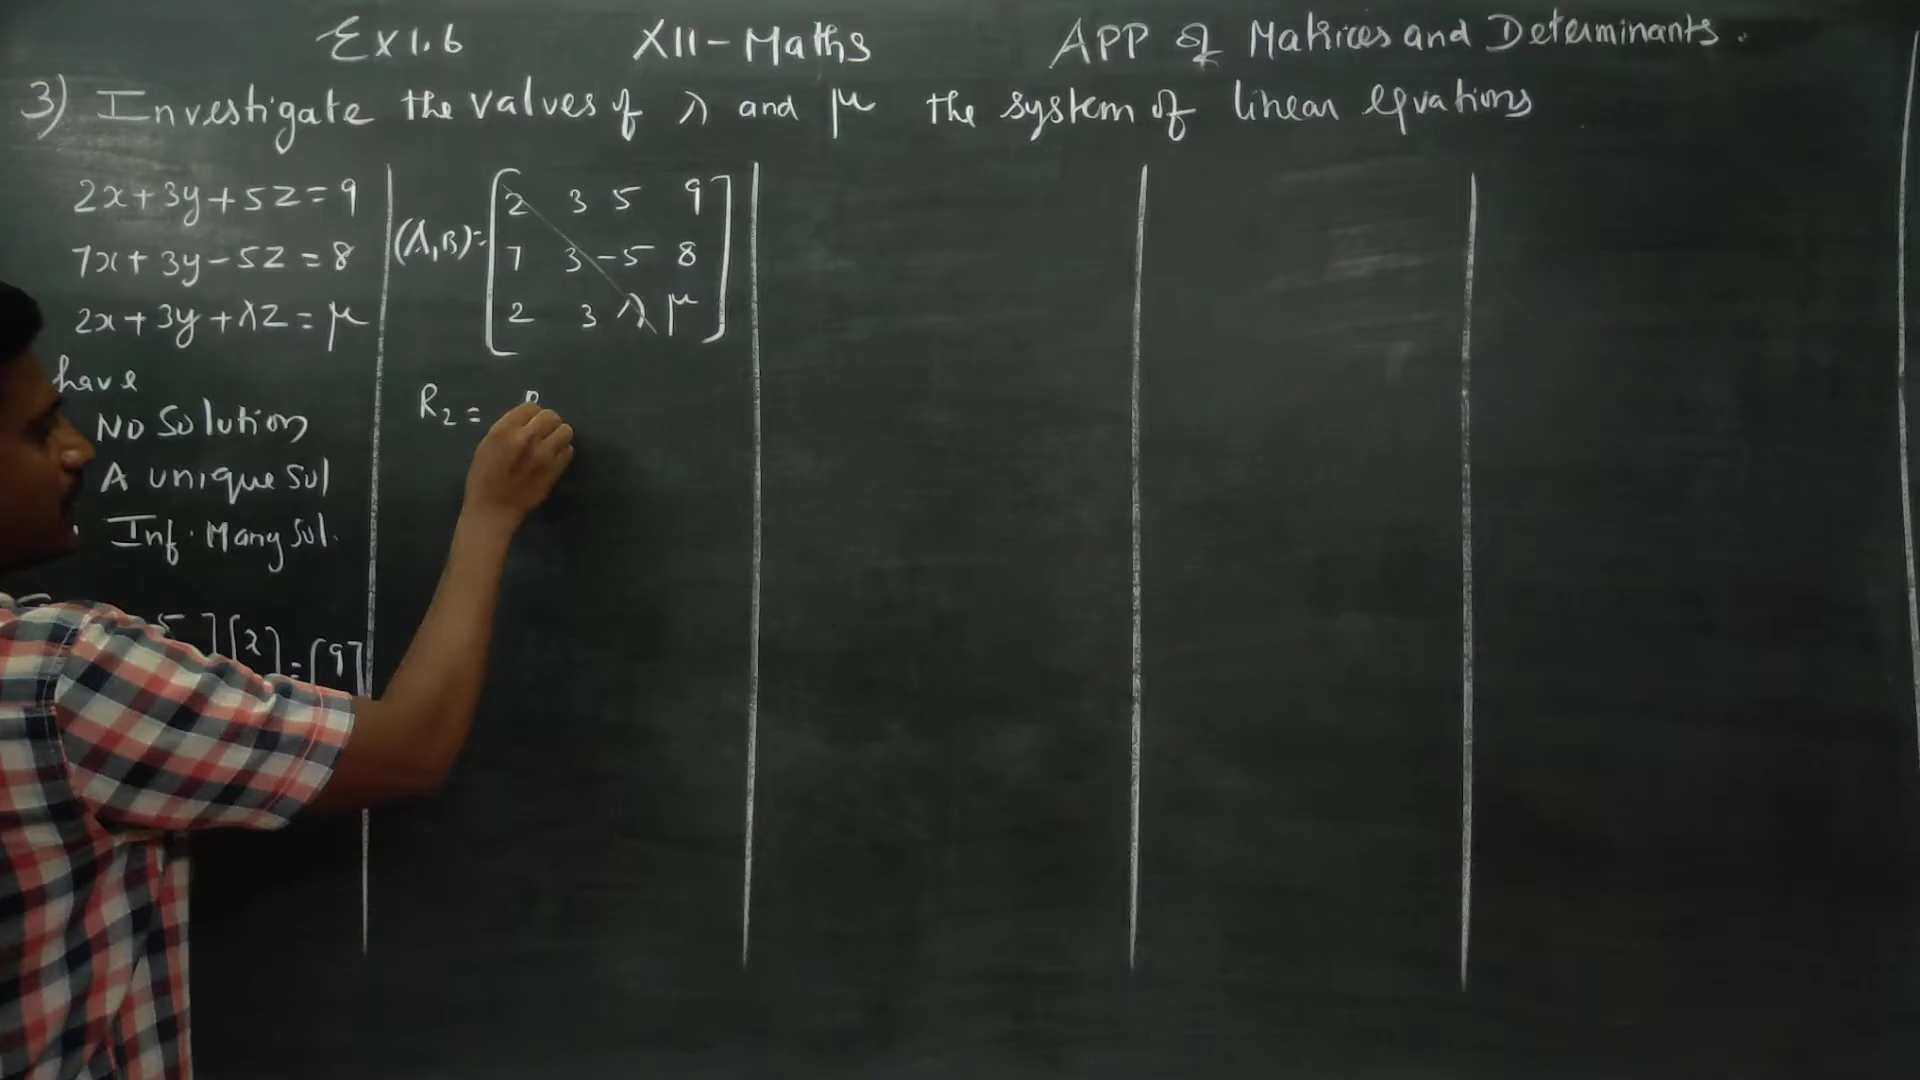 Ex 1.6 XII - Maths APP of Matrices and Determinants.
3) Investigate the values of λ and μ the system of linear equations
2x+3y+5z=9
7x+3y-5z=8
2x+3y+λz=μ
have
NO Solution
A unique Sol
Inf. Many Sol.
5 ] [x] = [9]
(A,B)= [2 3 5 9
7 3 -5 8
2 3 λ μ]
R2 =